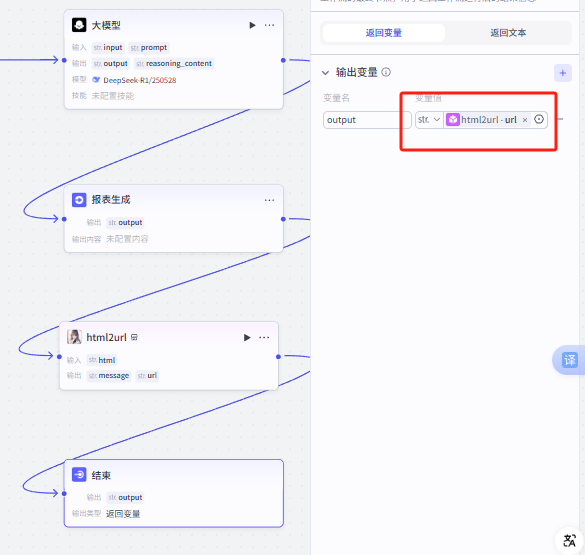 大模型
输入 str. input str. prompt
输出 str. output str. reasoning_content
模型 DeepSeek-R1/250528
技能 未配置技能
报表生成
输出 str. output
输出内容 未配置内容
html2url
输入 str. html
输出 str. message str. url
结束
输出 str. output
输出类型 返回变量
返回变量 返回文本
输出变量
变量名 变量值
output str. html2url - url
译